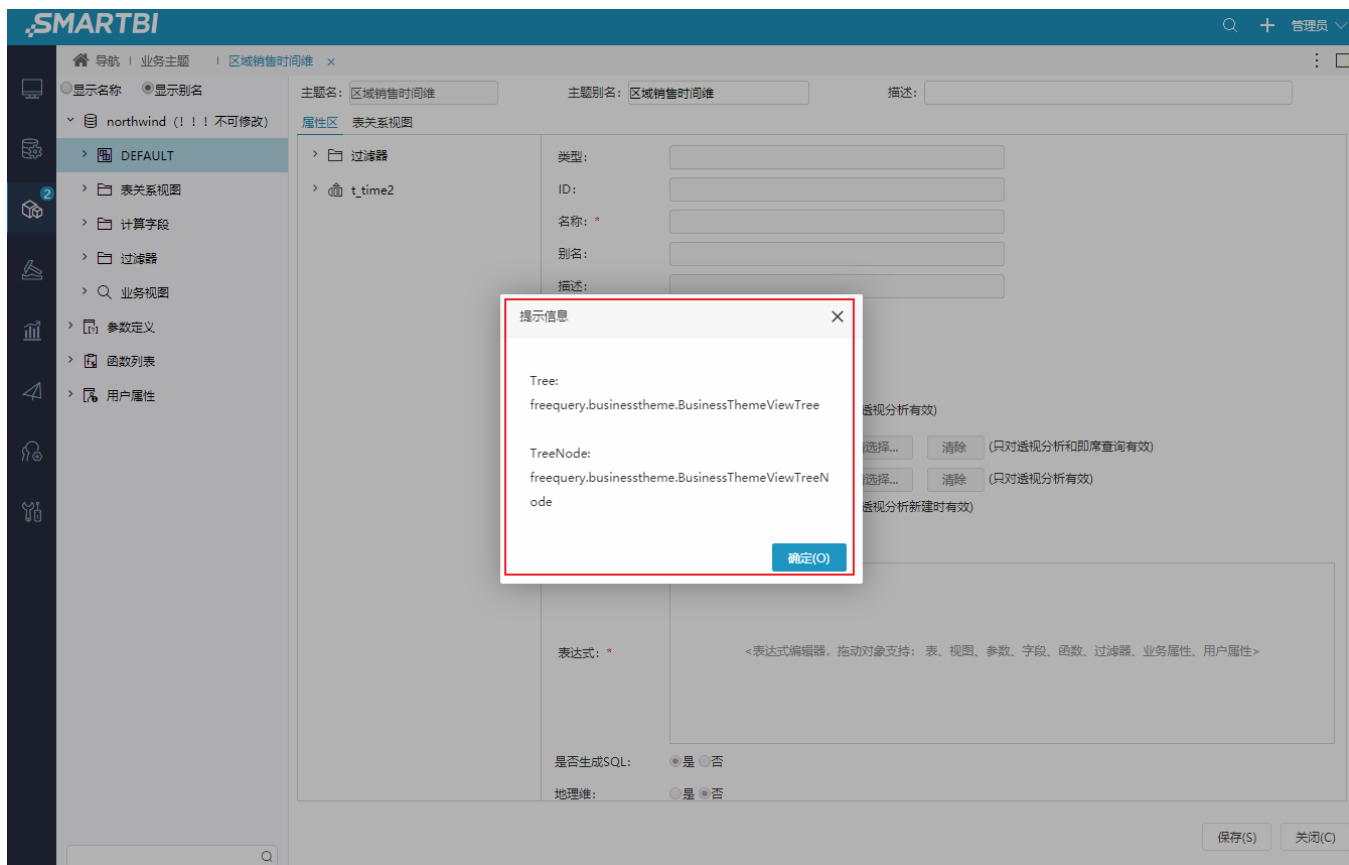 SMARTBI
管理员
导航 | 业务主题 | 区域销售时间维 ×
显示名称 显示别名
主题名: 区域销售时间维 主题别名: 区域销售时间维 描述:
northwind (!!!不可修改)
属性区 表关系视图
DEFAULT
过滤器
类型:
2
表关系视图
t_time2
ID:
计算字段
名称: *
过滤器
别名:
业务视图
描述:
参数定义
提示信息
函数列表
Tree:
用户属性
freequery.businesstheme.BusinessThemeViewTree
透视分析有效)
TreeNode:
选择... 清除 (只对透视分析和即席查询有效)
freequery.businesstheme.BusinessThemeViewTreeN
选择... 清除 (只对透视分析有效)
ode
透视分析新建时有效)
确定(O)
表达式: *
<表达式编辑器, 拖动对象支持: 表、视图、参数、字段、函数、过滤器、业务属性、用户属性>
是否生成SQL: 是 否
地理维: 是 否
保存(S) 关闭(C)